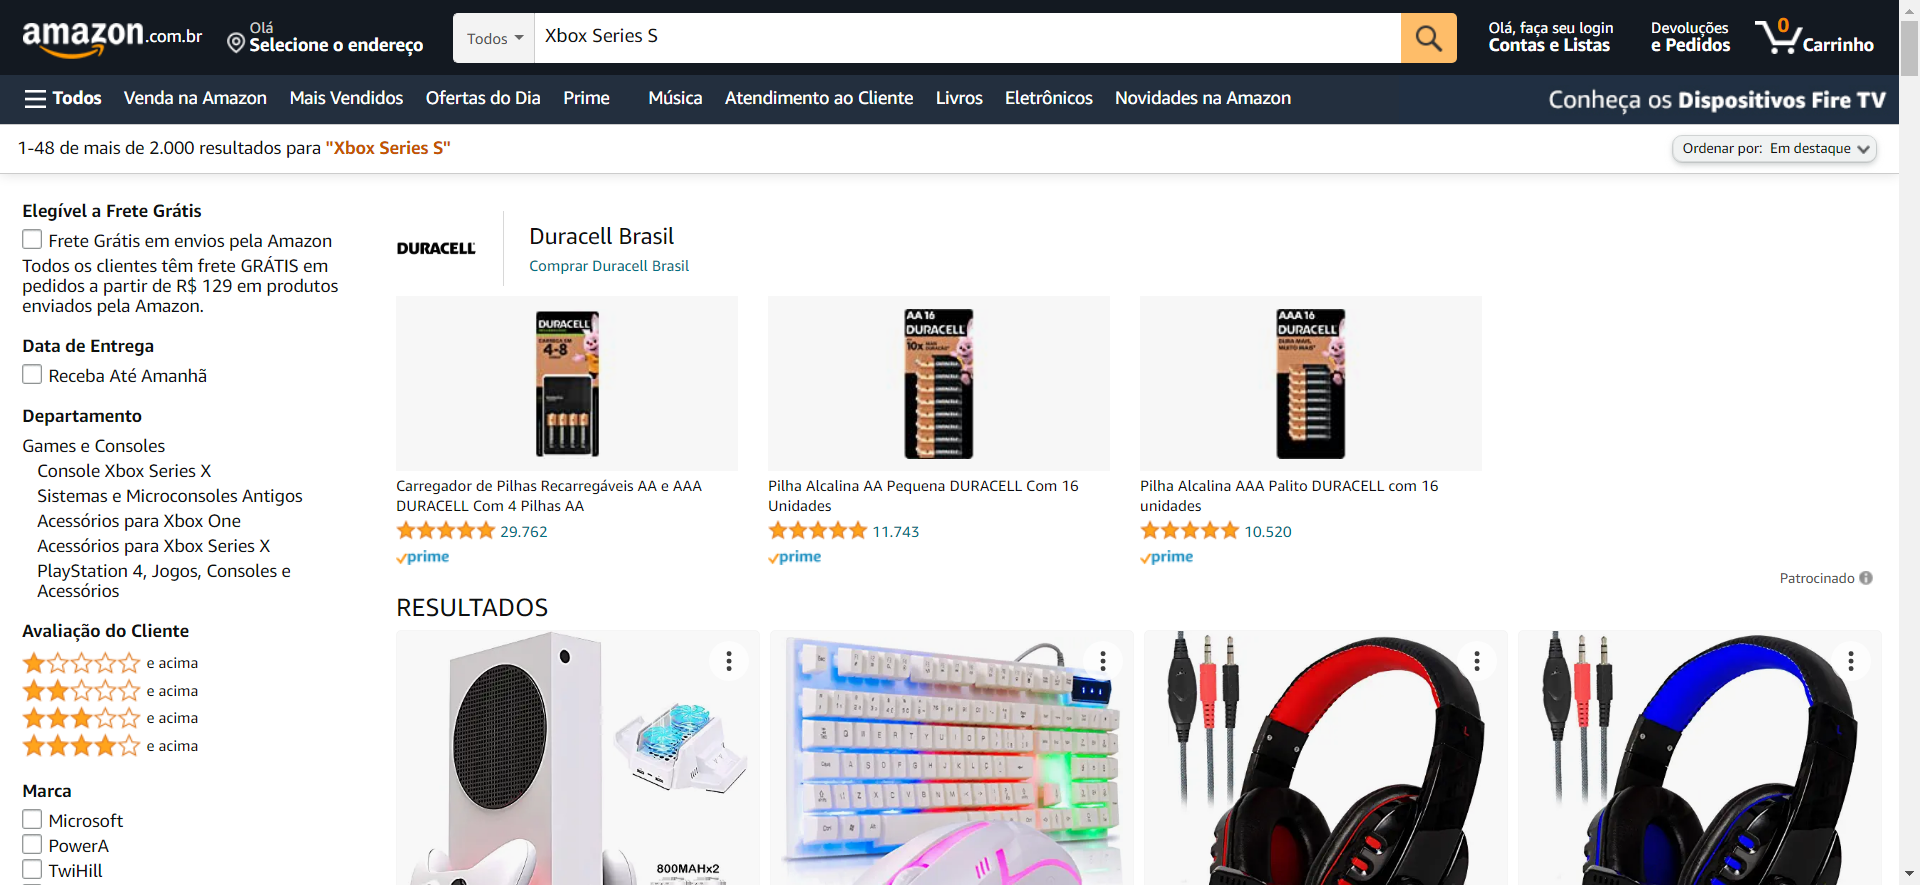 amazon.com.br
Olá
Selecione o endereço
Todos
Xbox Series S
Olá, faça seu login
Contas e Listas
Devoluções
e Pedidos
0
Carrinho
Todos
Venda na Amazon
Mais Vendidos
Ofertas do Dia
Prime
Música
Atendimento ao Cliente
Livros
Eletrônicos
Novidades na Amazon
Conheça os Dispositivos Fire TV
1-48 de mais de 2.000 resultados para "Xbox Series S"
Ordenar por: Em destaque
Elegível a Frete Grátis
Frete Grátis em envios pela Amazon
Todos os clientes têm frete GRÁTIS em
pedidos a partir de R$ 129 em produtos
enviados pela Amazon.
Data de Entrega
Receba Até Amanhã
Departamento
Games e Consoles
Console Xbox Series X
Sistemas e Microconsoles Antigos
Acessórios para Xbox One
Acessórios para Xbox Series X
PlayStation 4, Jogos, Consoles e
Acessórios
Avaliação do Cliente
e acima
e acima
e acima
e acima
Marca
Microsoft
PowerA
TwiHill
DURACELL
Duracell Brasil
Comprar Duracell Brasil
DURACELL
CARREGA EM
4-8
Carregador de Pilhas Recarregáveis AA e AAA
DURACELL Com 4 Pilhas AA
29.762
prime
AA 16
DURACELL
10x
Pilha Alcalina AA Pequena DURACELL Com 16
Unidades
11.743
prime
AAA 16
DURACELL
DURA MAIS,
MUITO MAIS*
Pilha Alcalina AAA Palito DURACELL com 16
unidades
10.520
prime
Patrocinado
RESULTADOS
800MAHx2